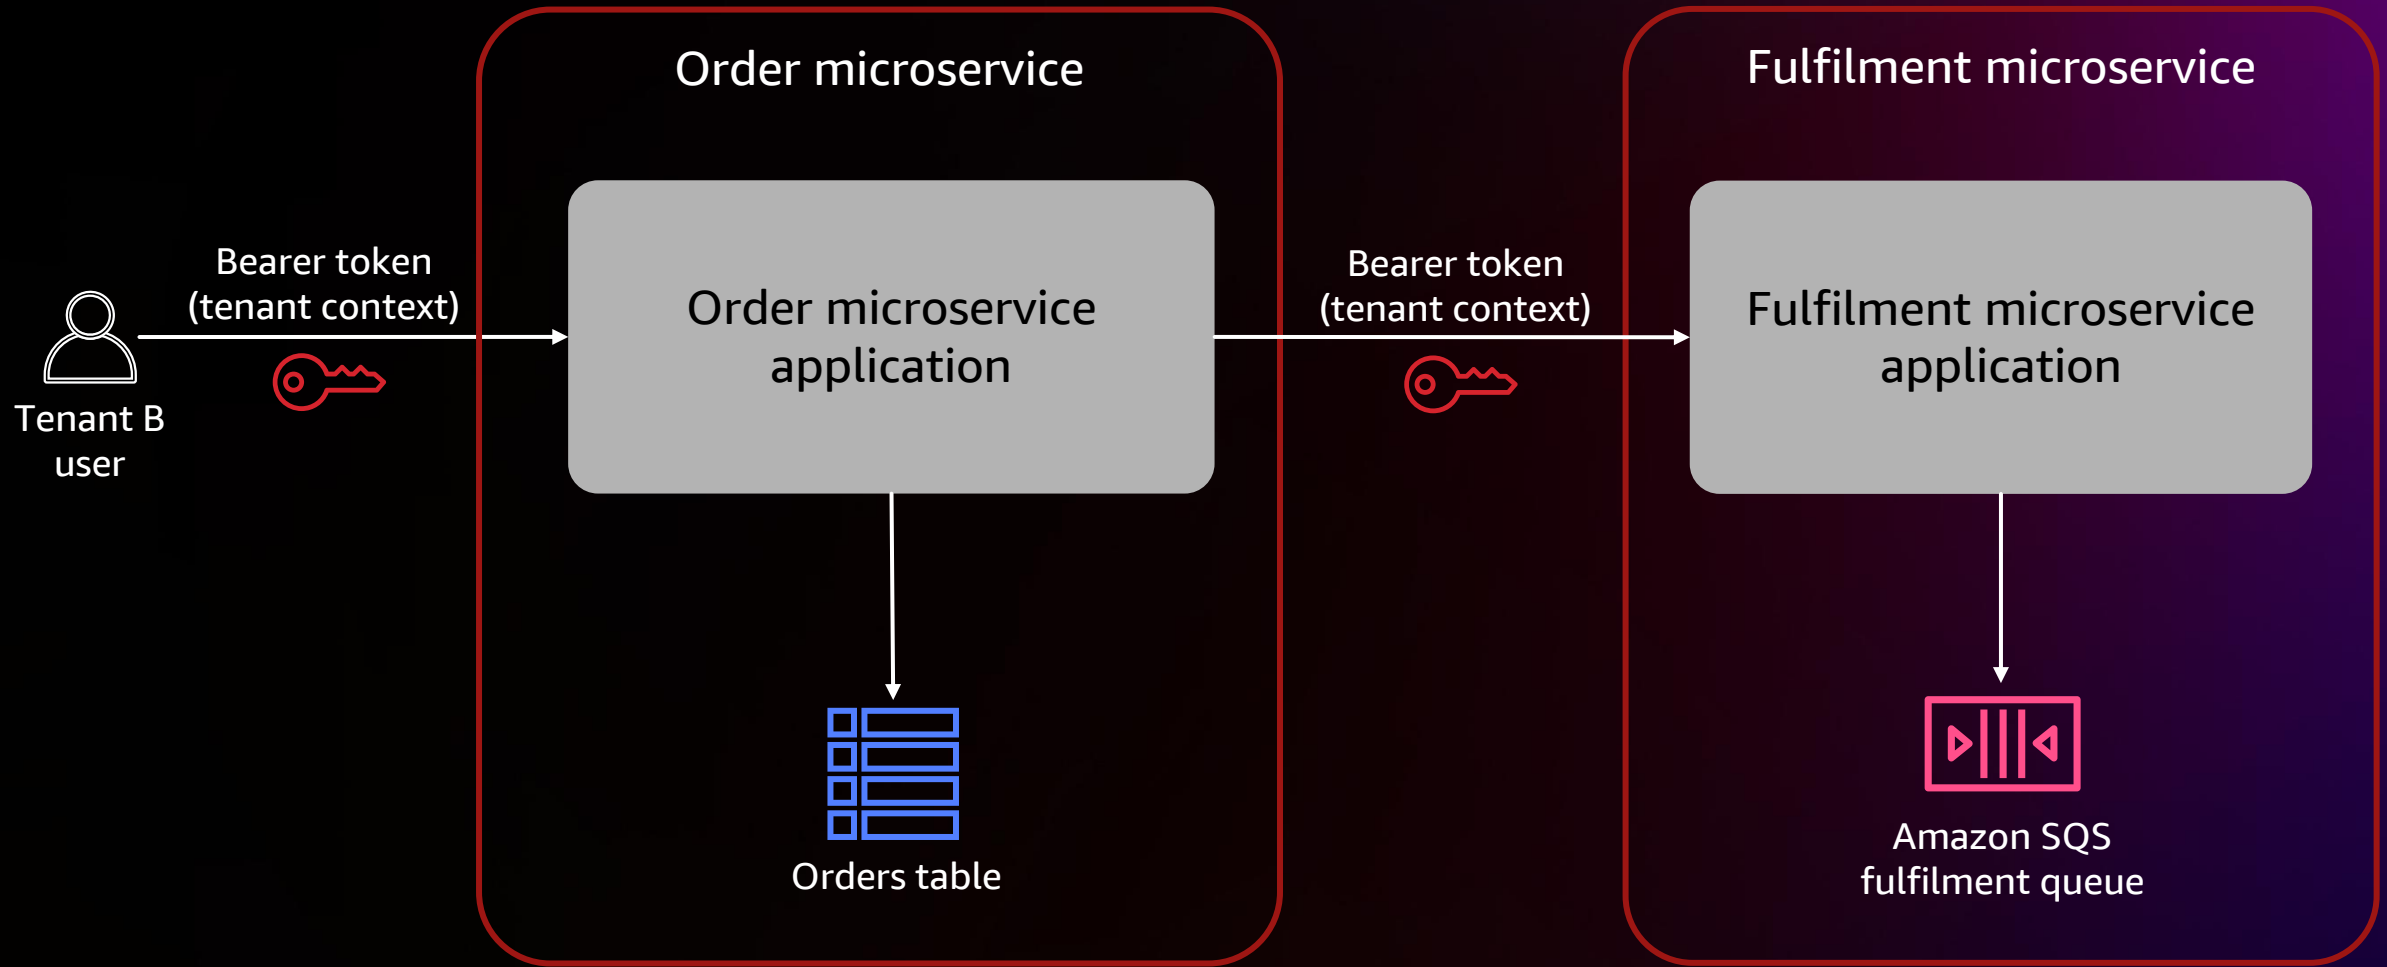 Order microservice
Fulfilment microservice
Bearer token
(tenant context)
Tenant B
user
Order microservice
application
Bearer token
(tenant context)
Fulfilment microservice
application
Orders table
Amazon SQS
fulfilment queue